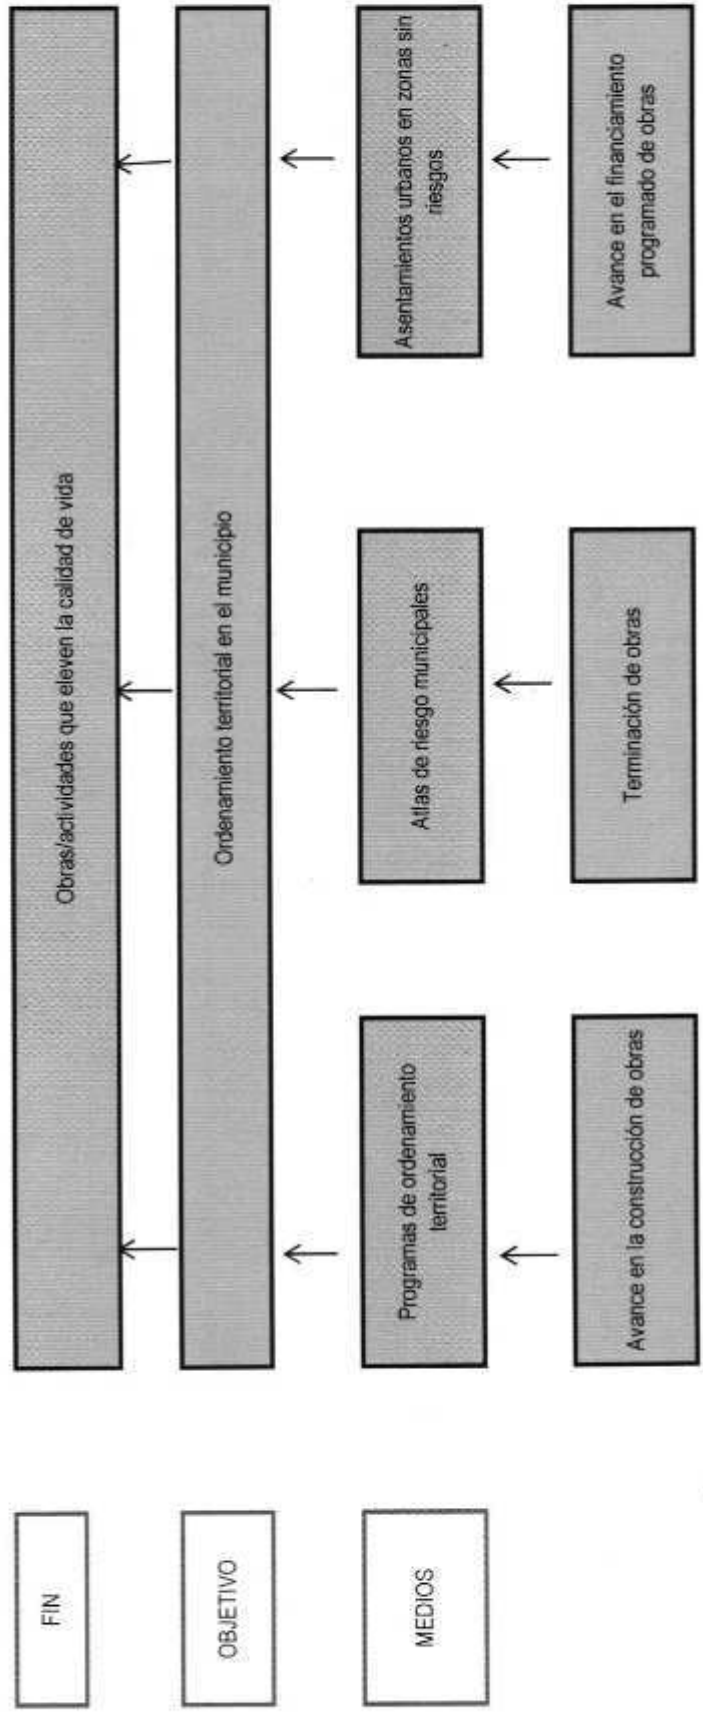 FIN
Obras/actividades que eleven la calidad de vida
OBJETIVO
Ordenamiento territorial en el municipio
MEDIOS
Programas de ordenamiento
territorial
Atlas de riesgo municipales
Asentamientos urbanos en zonas sin
riesgos
Avance en la construcción de obras
Terminación de obras
Avance en el financiamiento
programado de obras